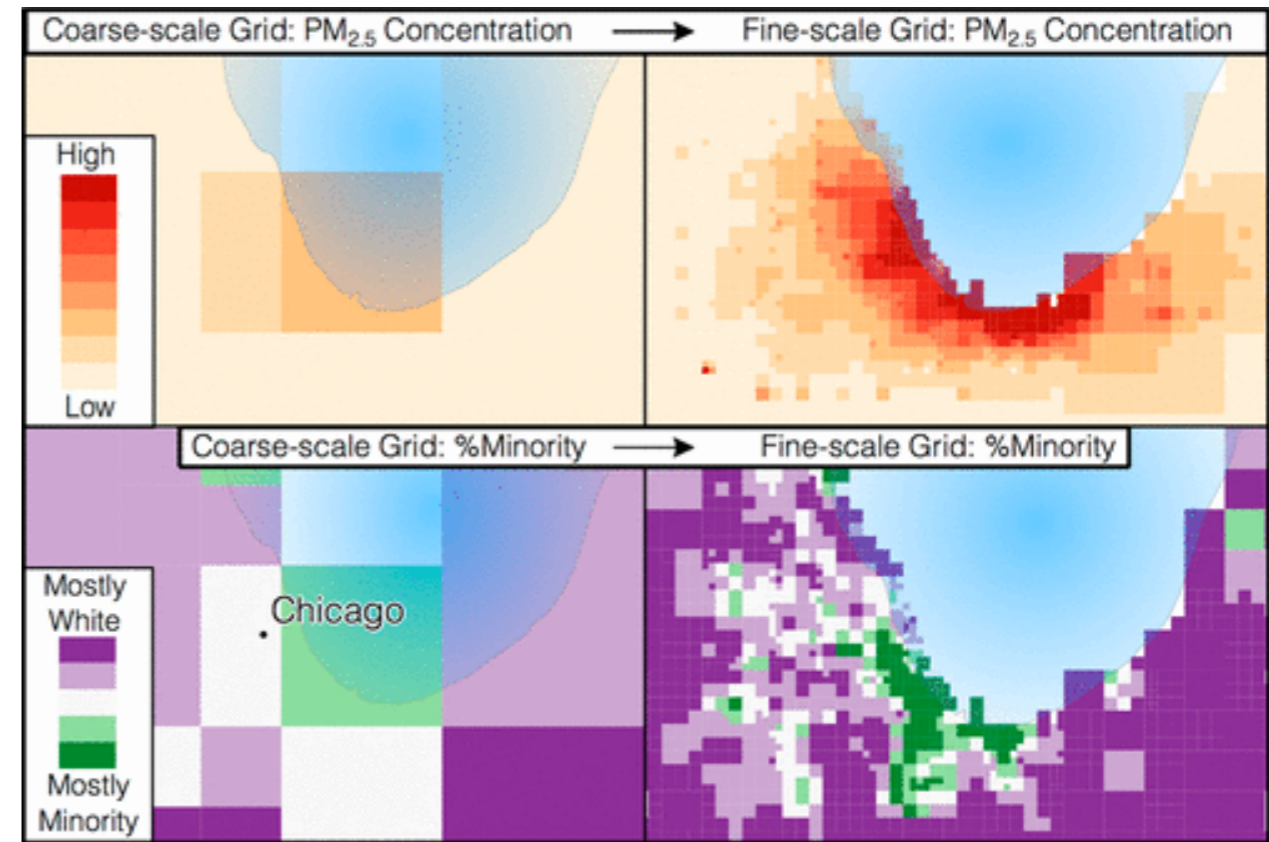 Coarse-scale Grid: PM2.5 Concentration → Fine-scale Grid: PM2.5 Concentration
High
Low
Coarse-scale Grid: %Minority → Fine-scale Grid: %Minority
Mostly
White
Chicago
Mostly
Minority